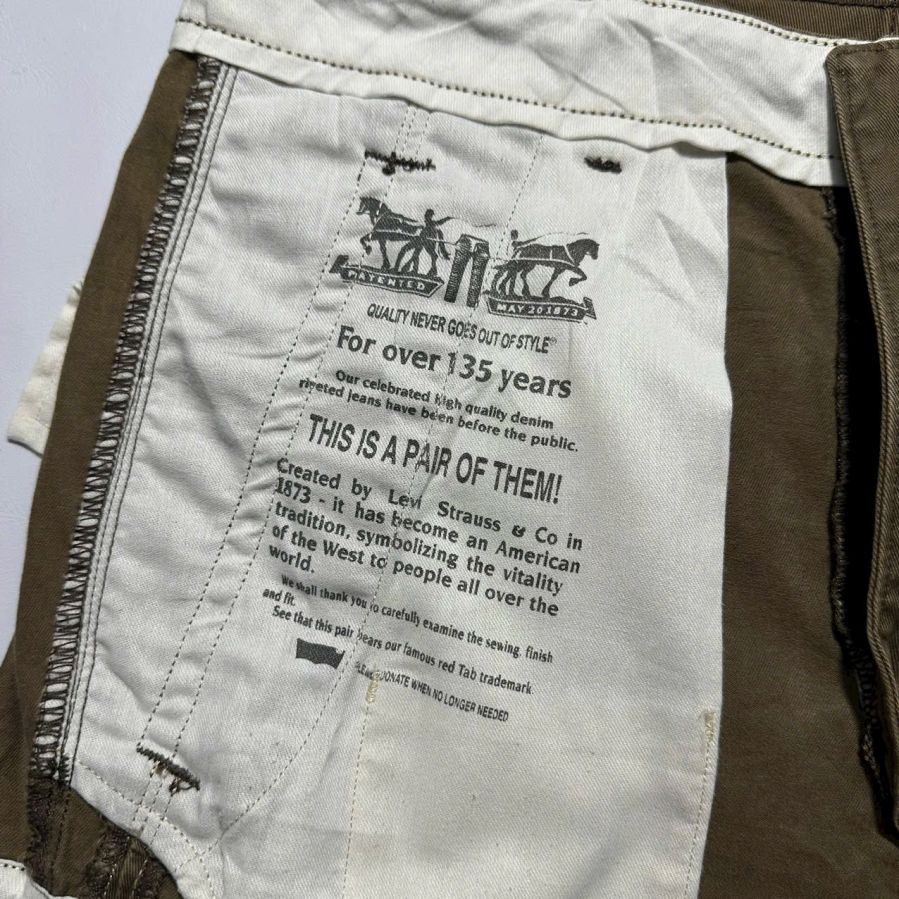 PATENTED
MAY 20 1873
QUALITY NEVER GOES OUT OF STYLE®
For over 135 years
Our celebrated high quality denim
riveted jeans have been before the public.
THIS IS A PAIR OF THEM!
Created by Levi Strauss & Co in
1873 - it has become an American
tradition, symbolizing the vitality
of the West to people all over the
world.
We shall thank you to carefully examine the sewing, finish
and fit.
See that this pair bears our famous red Tab trademark
PLEASE DONATE WHEN NO LONGER NEEDED